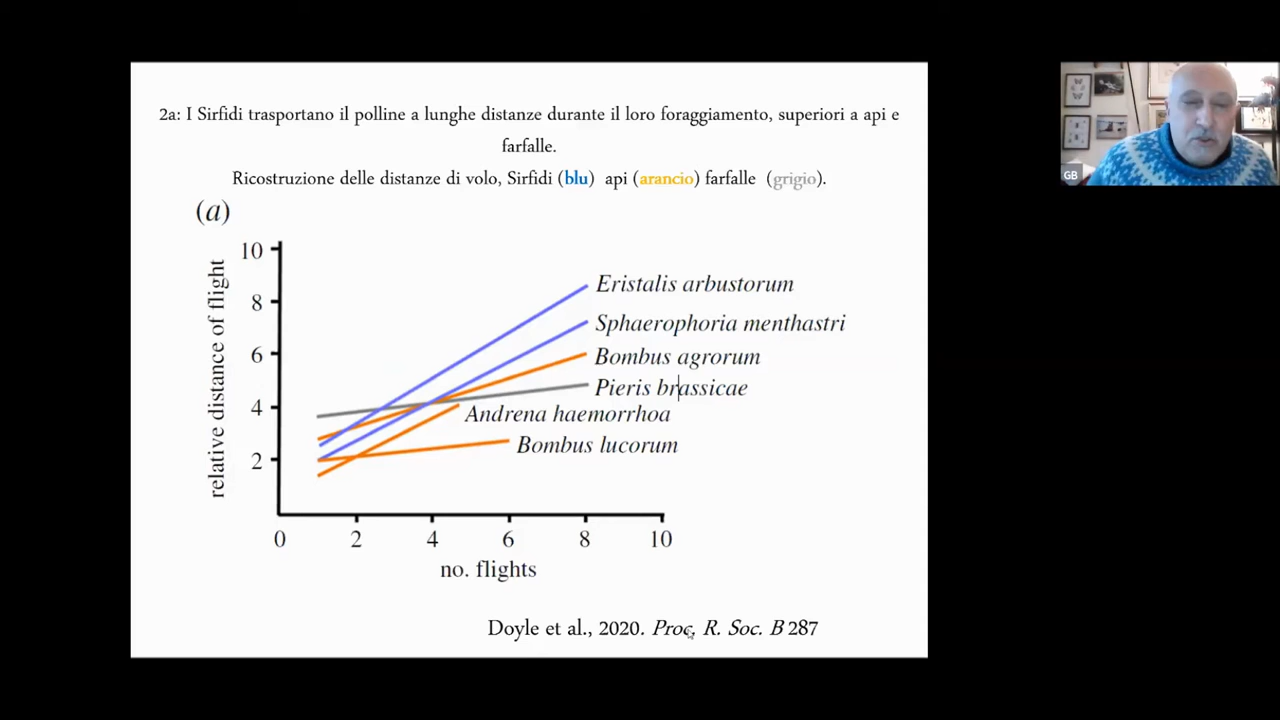 2a: I Sirfidi trasportano il polline a lunghe distanze durante il loro foraggiamento, superiori a api e
farfalle.
Ricostruzione delle distanze di volo, Sirfidi (blu) api (arancio) farfalle (grigio).
(a)
relative distance of flight
10
8
6
4
2
Eristalis arbustorum
Sphaerophoria menthastri
Bombus agrorum
Pieris brassicae
Andrena haemorrhoa
Bombus lucorum
0 2 4 6 8 10
no. flights
Doyle et al., 2020. Proc. R. Soc. B 287
GB